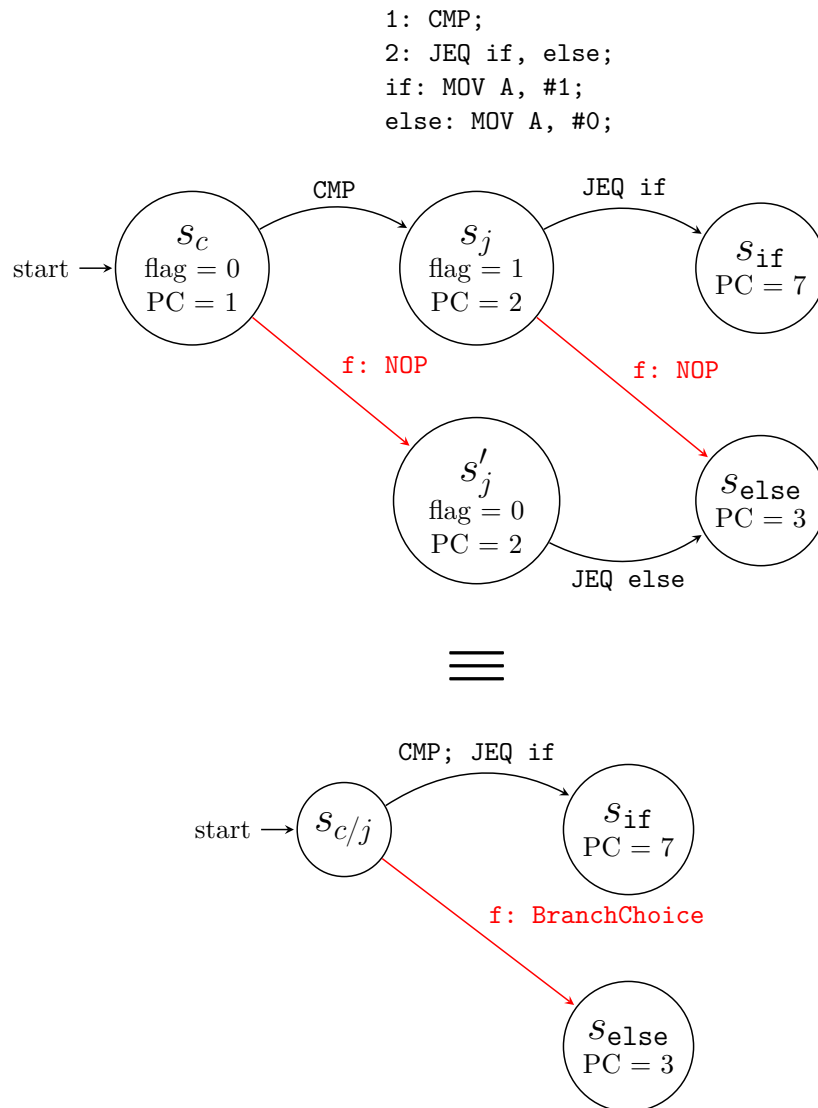 1: CMP;
2: JEQ if, else;
if: MOV A, #1;
else: MOV A, #0;
CMP
JEQ if
start
s_c
flag = 0
PC = 1
s_j
flag = 1
PC = 2
s_if
PC = 7
f: NOP
f: NOP
s'_j
flag = 0
PC = 2
s_else
PC = 3
JEQ else
≡
CMP; JEQ if
start
s_{c/j}
s_if
PC = 7
f: BranchChoice
s_else
PC = 3